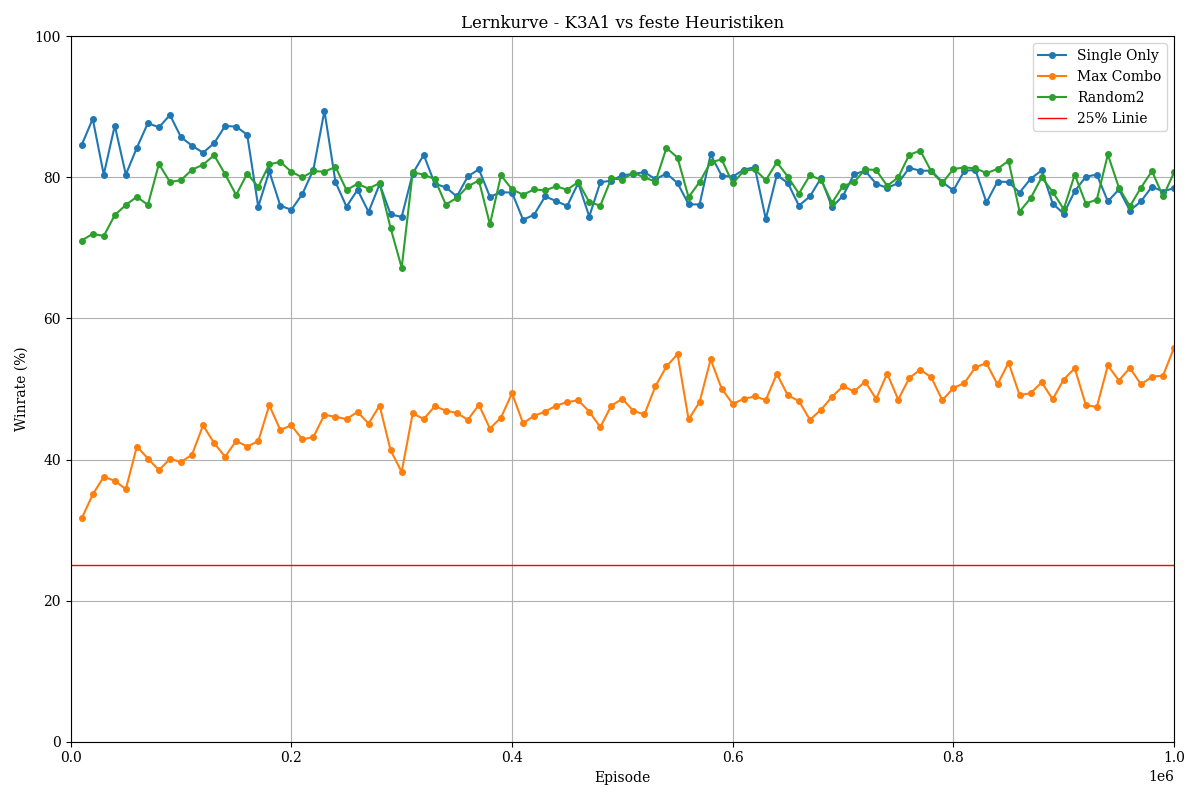 Lernkurve - K3A1 vs feste Heuristiken
Winrate (%)
100
80
60
40
20
0
Single Only
Max Combo
Random2
25% Linie
0.0 0.2 0.4 0.6 0.8 1.0
1e6
Episode